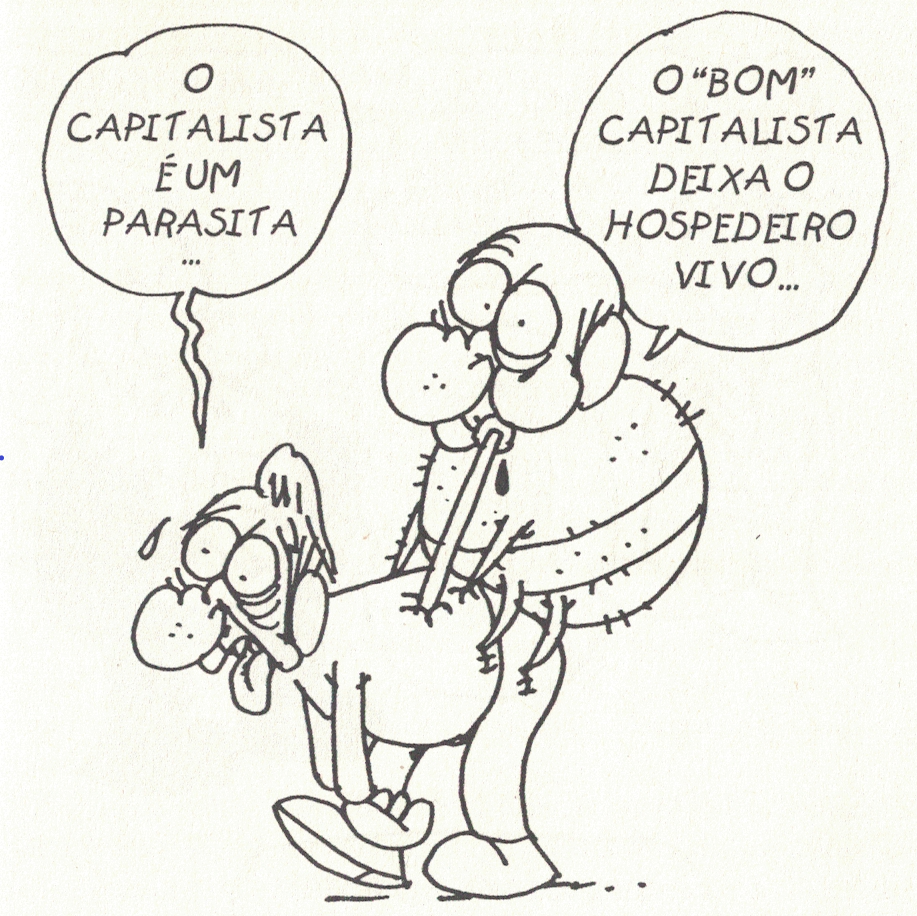 O
CAPITALISTA
É UM
PARASITA
...
O "BOM"
CAPITALISTA
DEIXA O
HOSPEDEIRO
VIVO...